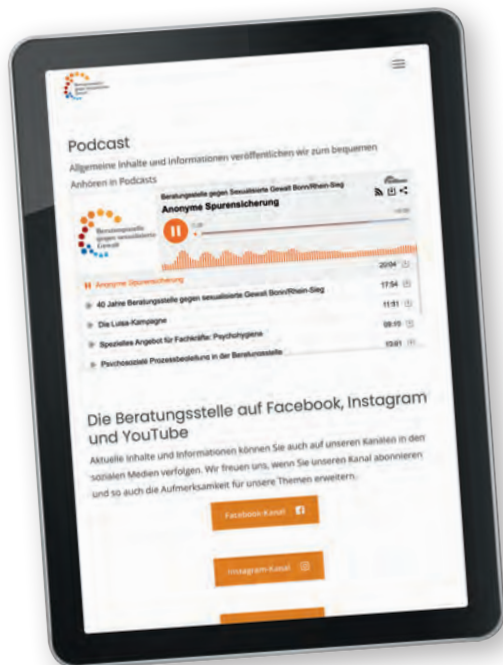 Beratungsstelle
gegen sexualisierte
Gewalt
Podcast
Allgemeine Inhalte und Informationen veröffentlichen wir zum bequemen
Anhören in Podcasts
Beratungsstelle gegen Sexualisierte Gewalt Bonn/Rhein-Sieg
Anonyme Spurensicherung
Beratungsstelle
gegen sexualisierte
Gewalt
Anonyme Spurensicherung 20:04
40 Jahre Beratungsstelle gegen sexualisierte Gewalt Bonn/Rhein-Sieg 17:54
Die Luisa-Kampagne 11:51
Spezielles Angebot für Fachkräfte: Psychohygiene 09:10
Psychosoziale Prozessbegleitung in der Beratungsstelle
Die Beratungsstelle auf Facebook, Instagram
und YouTube
Aktuelle Inhalte und Informationen können Sie auch auf unseren Kanälen in den
sozialen Medien verfolgen. Wir freuen uns, wenn Sie unseren Kanal abonnieren
und so auch die Aufmerksamkeit für unsere Themen erweitern.
Facebook-Kanal
Instagram-Kanal